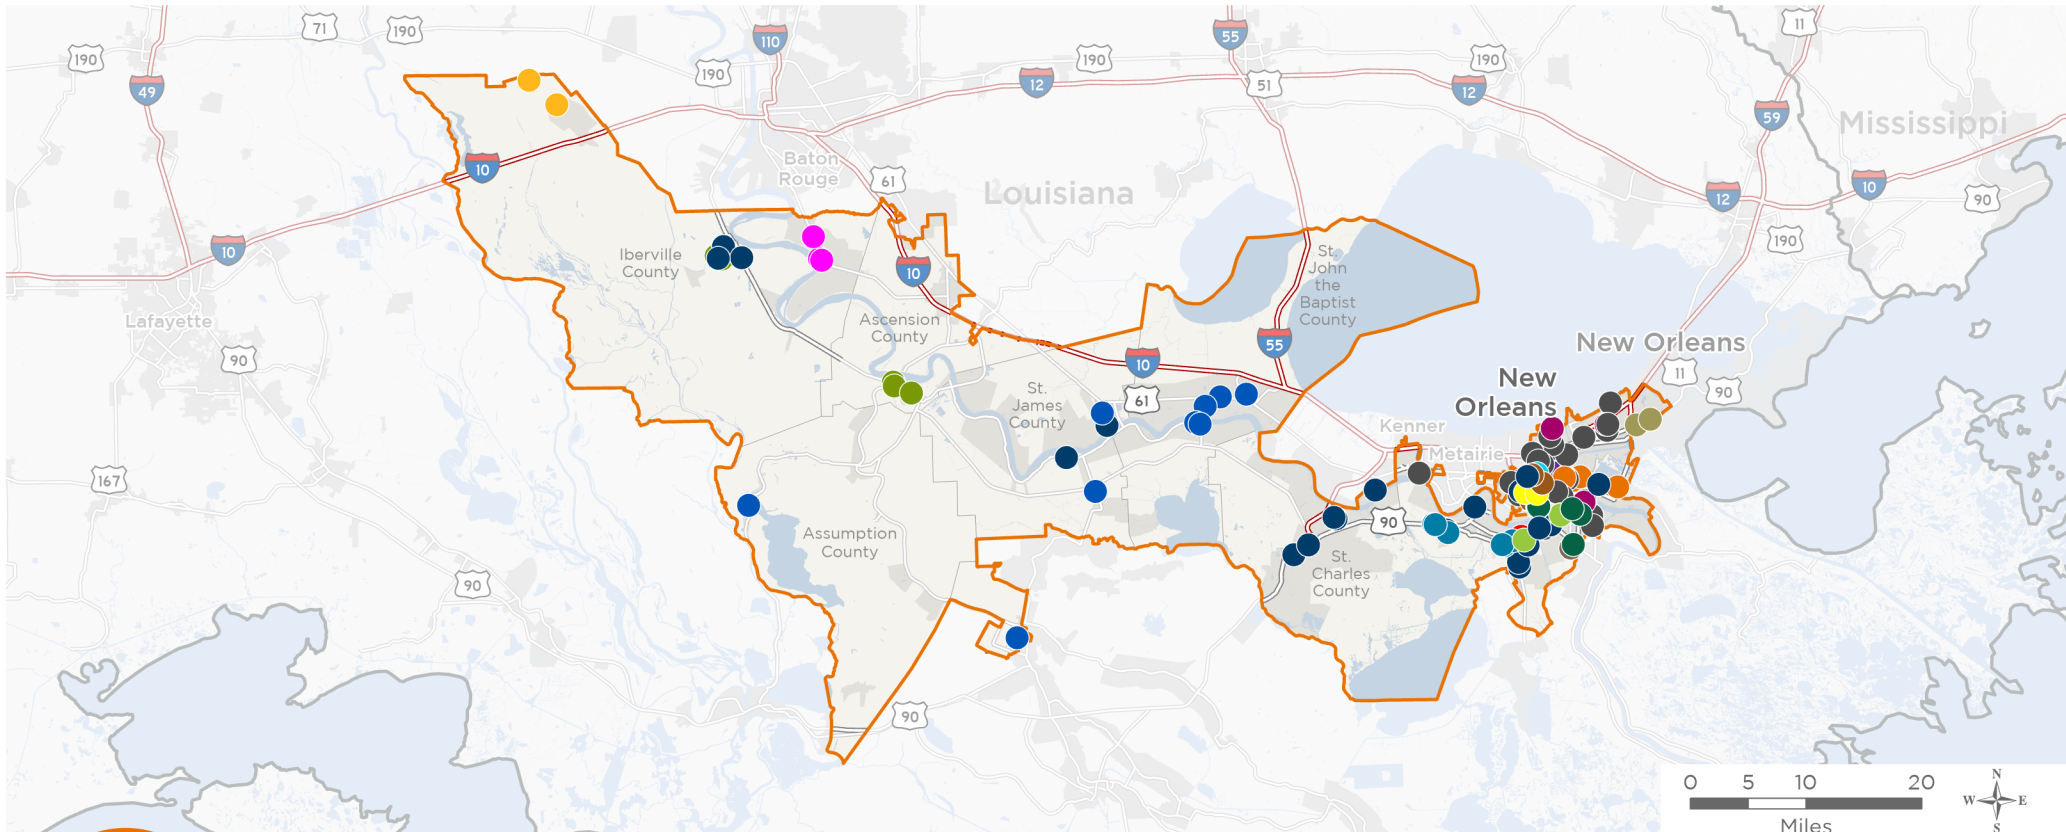 71
190
190
110
190
190
55
190
11
49
12
51
12
59
Mississippi
10
Baton
Rouge
61
Louisiana
12
10
90
10
190
Iberville
County
10
St.
John
the
Baptist
County
Lafayette
Ascension
County
55
New Orleans
90
10
11
90
New
Orleans
St.
James
County
61
Kenner
Metairie
167
90
Assumption
County
St.
Charles
County
90
90
0 5 10 20
Miles
N
W E
S